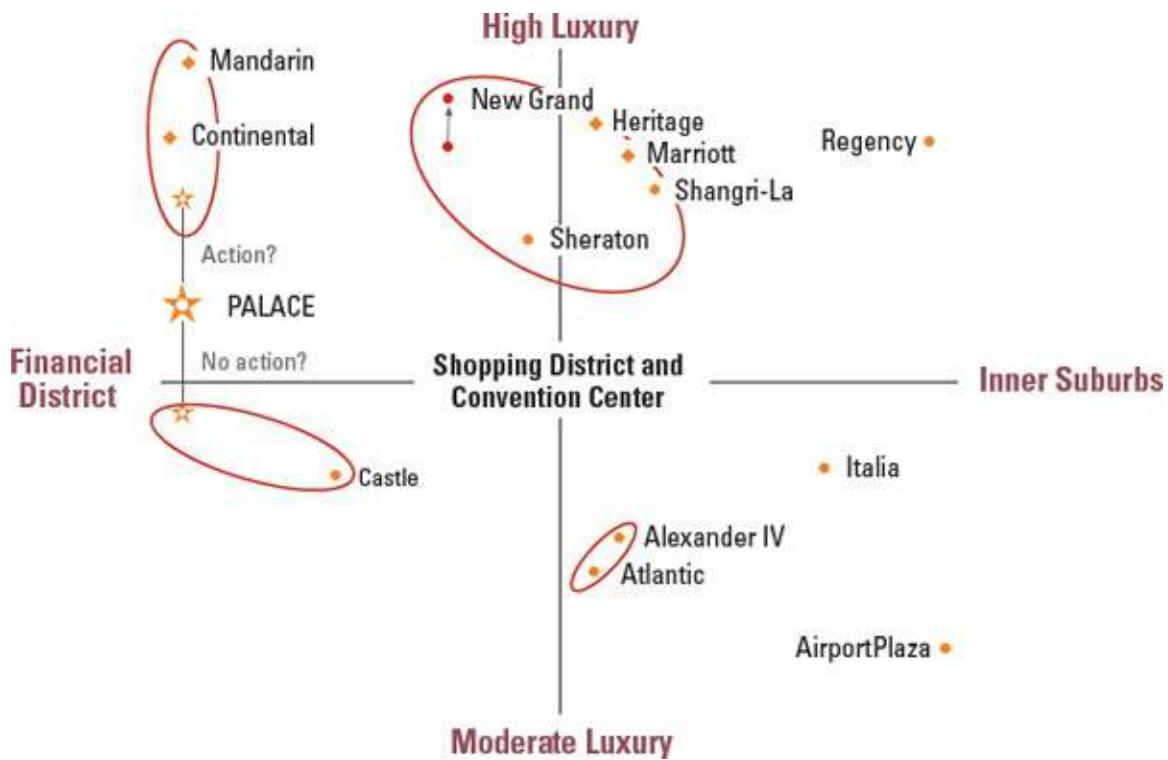 High Luxury
Mandarin
New Grand
Heritage
Continental
Regency
Marriott
Shangri-La
Sheraton
Action?
PALACE
No action?
Financial
District
Shopping District and
Convention Center
Inner Suburbs
Castle
Italia
Alexander IV
Atlantic
AirportPlaza
Moderate Luxury